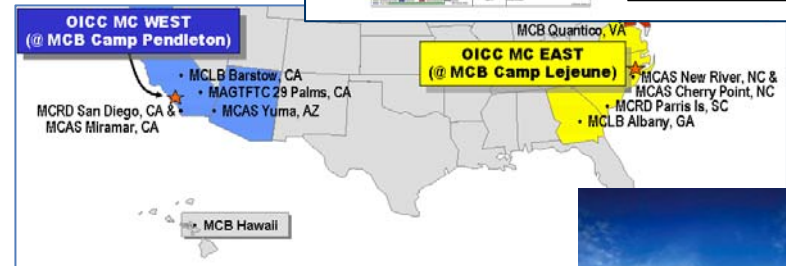 OICC MC WEST
(@ MCB Camp Pendleton)
MCB Quantico, VA
OICC MC EAST
(@ MCB Camp Lejeune)
• MCLB Barstow, CA
• MAGTFTC 29 Palms, CA
MCRD San Diego, CA & •
MCAS Miramar, CA
• MCAS Yuma, AZ
• MCAS New River, NC &
MCAS Cherry Point, NC
• MCRD Parris Is, SC
• MCLB Albany, GA
• MCB Hawaii